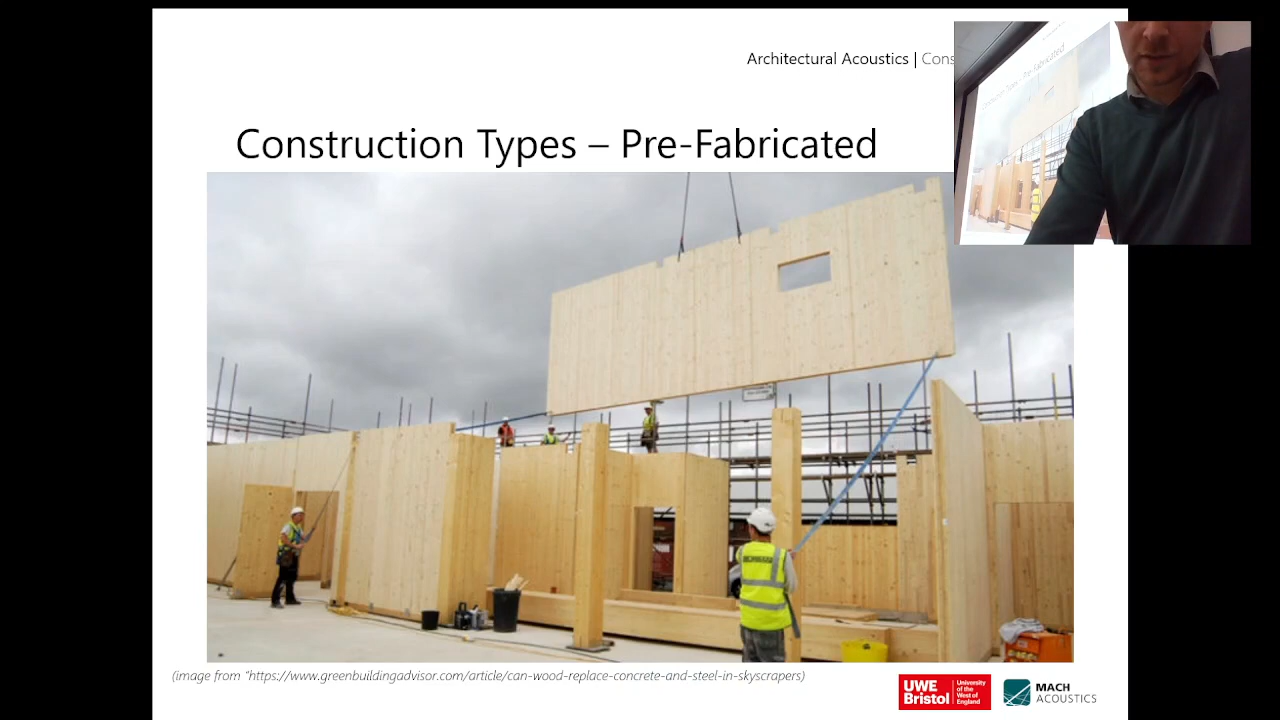 Architectural Acoustics | Cons
Construction Types – Pre-Fabricated
(image from "https://www.greenbuildingadvisor.com/article/can-wood-replace-concrete-and-steel-in-skyscrapers)
UWE
Bristol
University
of the
West of
England
MACH
ACOUSTICS